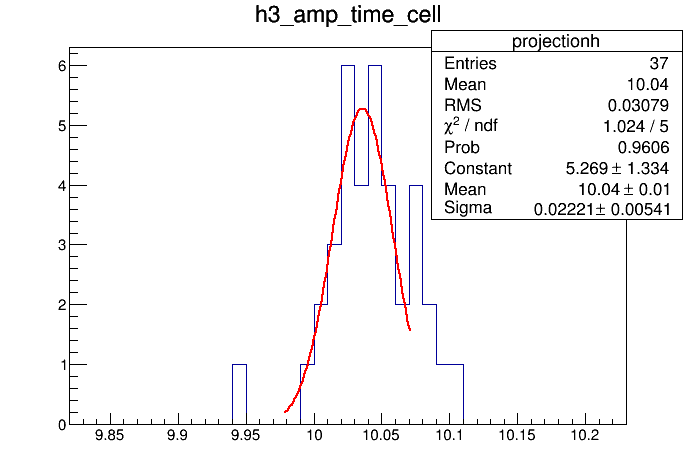 h3_amp_time_cell
projectionh
Entries 37
Mean 10.04
RMS 0.03079
χ² / ndf 1.024 / 5
Prob 0.9606
Constant 5.269 ± 1.334
Mean 10.04 ± 0.01
Sigma 0.02221 ± 0.00541
6
5
4
3
2
1
0
9.85 9.9 9.95 10 10.05 10.1 10.15 10.2